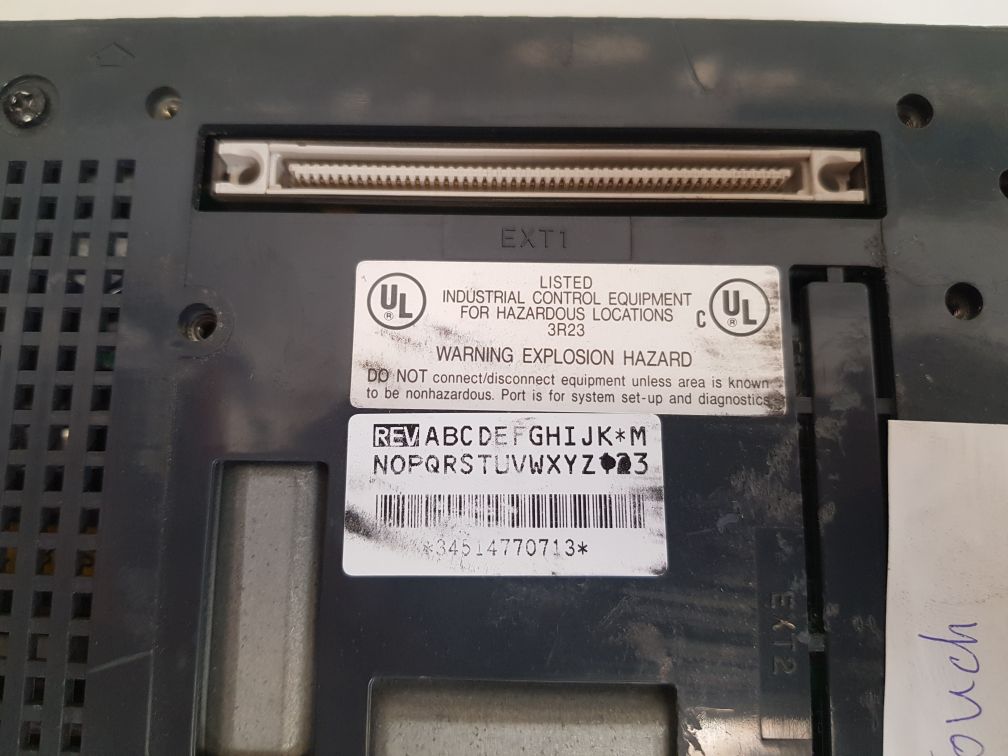 EXT1
UL
®
LISTED
INDUSTRIAL CONTROL EQUIPMENT
FOR HAZARDOUS LOCATIONS
3R23
C
UL
®
WARNING EXPLOSION HAZARD
DO NOT connect/disconnect equipment unless area is known
to be nonhazardous. Port is for system set-up and diagnostics.
REV ABCDEFGHIJK*M
NOPQRSTUVWXYZ 23
*34514770713*
EXT2
ouch